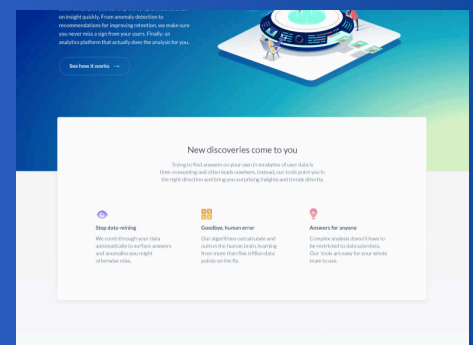 on insight quickly. From anomaly detection to
recommendations for improving retention, we make sure
you never miss a sign from your users. Finally: an
analytics platform that actually does the analysis for you.
See how it works →
New discoveries come to you
Trying to find answers on your own in terabytes of user data is
time-consuming and often leads nowhere. Instead, our tools point you in
the right direction and bring you surprising insights and trends directly.
Stop data-mining
We comb through your data
automatically to surface answers
and anomalies you might
otherwise miss.
Goodbye, human error
Our algorithms outcalculate and
outrun the human brain, learning
from more than five trillion data
points on the fly.
Answers for anyone
Complex analysis doesn't have to
be restricted to data scientists.
Our tools are easy for your whole
team to use.